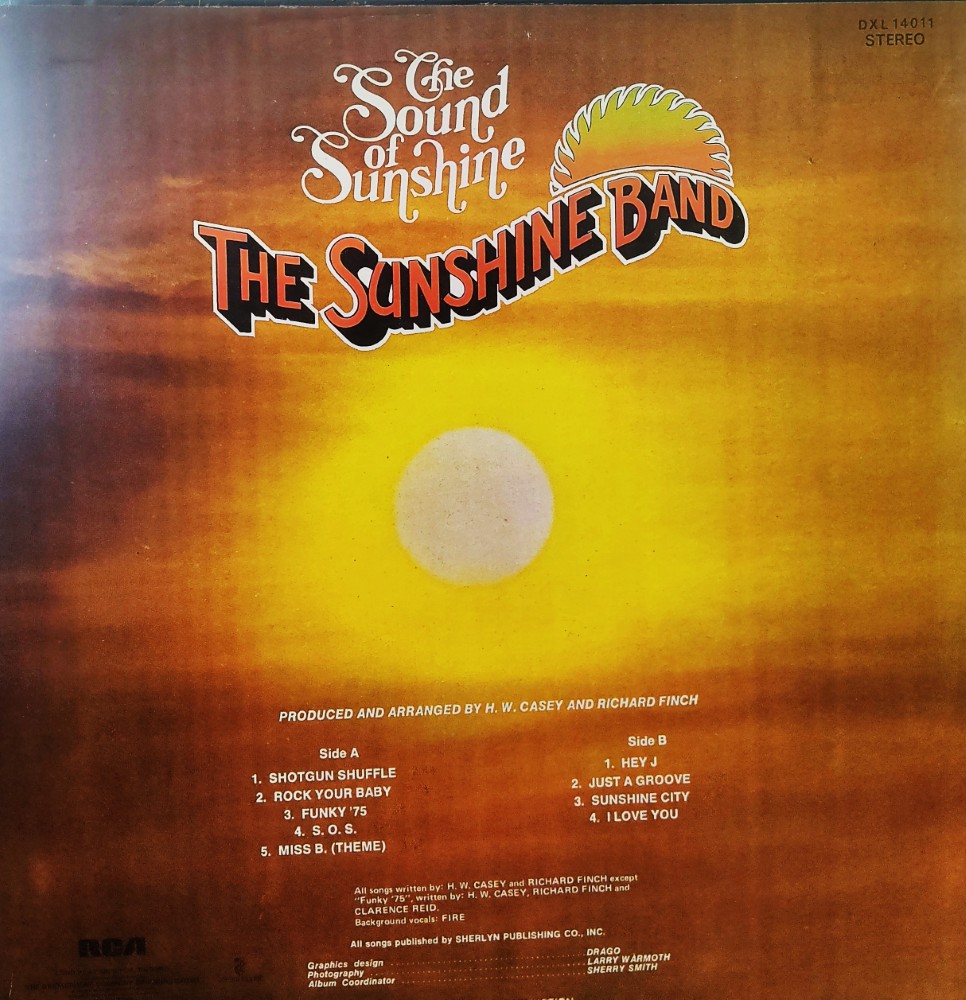 DXL 14011
STEREO
The
Sound
of
Sunshine
THE SUNSHINE BAND
PRODUCED AND ARRANGED BY H. W. CASEY AND RICHARD FINCH
Side A
1. SHOTGUN SHUFFLE
2. ROCK YOUR BABY
3. FUNKY '75
4. S. O. S.
5. MISS B. (THEME)
Side B
1. HEY J
2. JUST A GROOVE
3. SUNSHINE CITY
4. I LOVE YOU
All songs written by: H. W. CASEY and RICHARD FINCH except
"Funky '75", written by: H. W. CASEY, RICHARD FINCH and
CLARENCE REID.
Background vocals: FIRE
All songs published by SHERLYN PUBLISHING CO., INC.
Graphics design ... DRAGO
Photography ... LARRY WARMOTH
Album Coordinator ... SHERRY SMITH
RCA